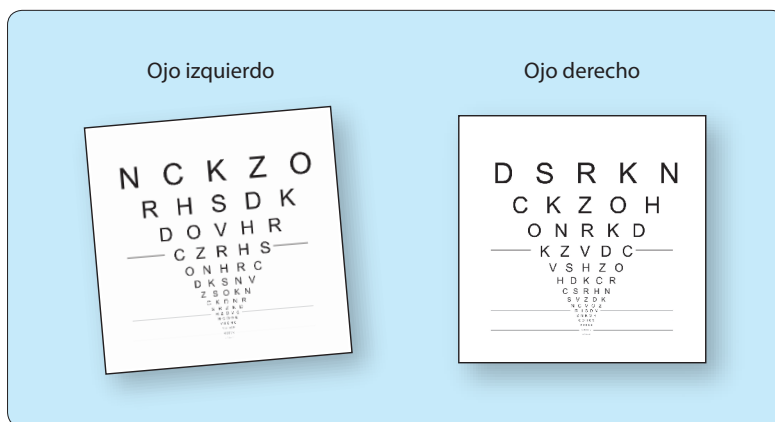 Ojo izquierdo
N C K Z O
R H S D K
D O V H R
C Z R H S
O N H R C
D K S N V
Z S O K N
C K D N R
Ojo derecho
D S R K N
C K Z O H
O N R K D
K Z V D C
V S H Z O
H D K C R
C S R H N
S V Z D K
N C V O Z